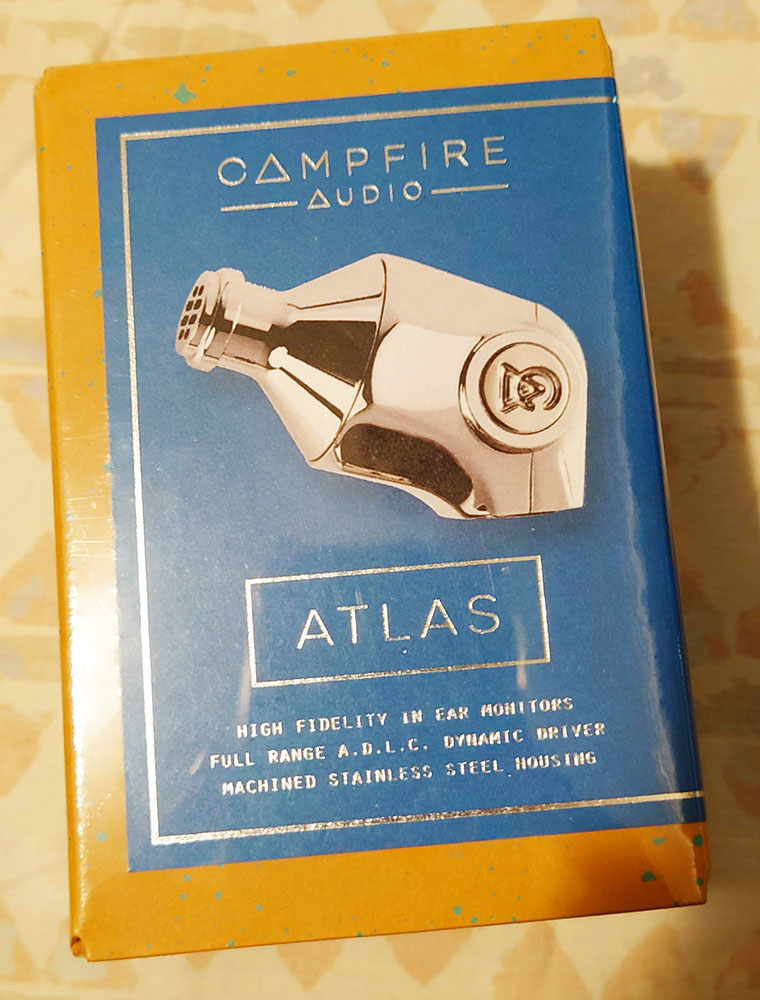 CAMPFIRE
AUDIO
ATLAS
HIGH FIDELITY IN EAR MONITORS
FULL RANGE A.D.L.C. DYNAMIC DRIVER
MACHINED STAINLESS STEEL HOUSING